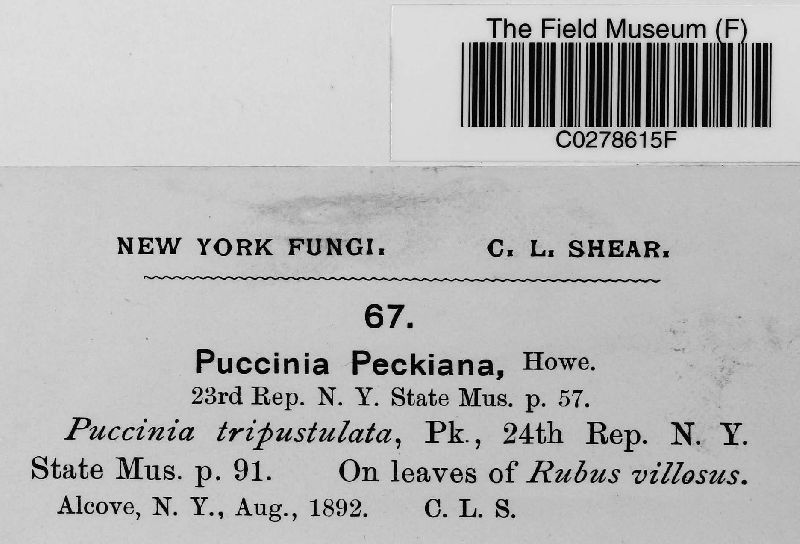 The Field Museum (F)
C0278615F
NEW YORK FUNGI. C. L. SHEAR.
67.
Puccinia Peckiana, Howe.
23rd Rep. N. Y. State Mus. p. 57.
Puccinia tripustulata, Pk., 24th Rep. N. Y.
State Mus. p. 91. On leaves of Rubus villosus.
Alcove, N. Y., Aug., 1892. C. L. S.